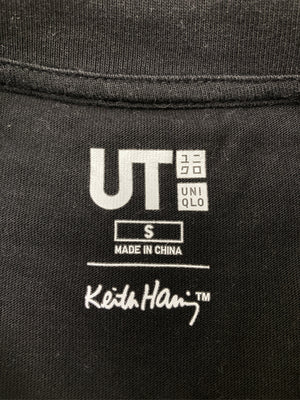 UT ユニ
クロ
UNI
QLO
S
MADE IN CHINA
Keith Haring™